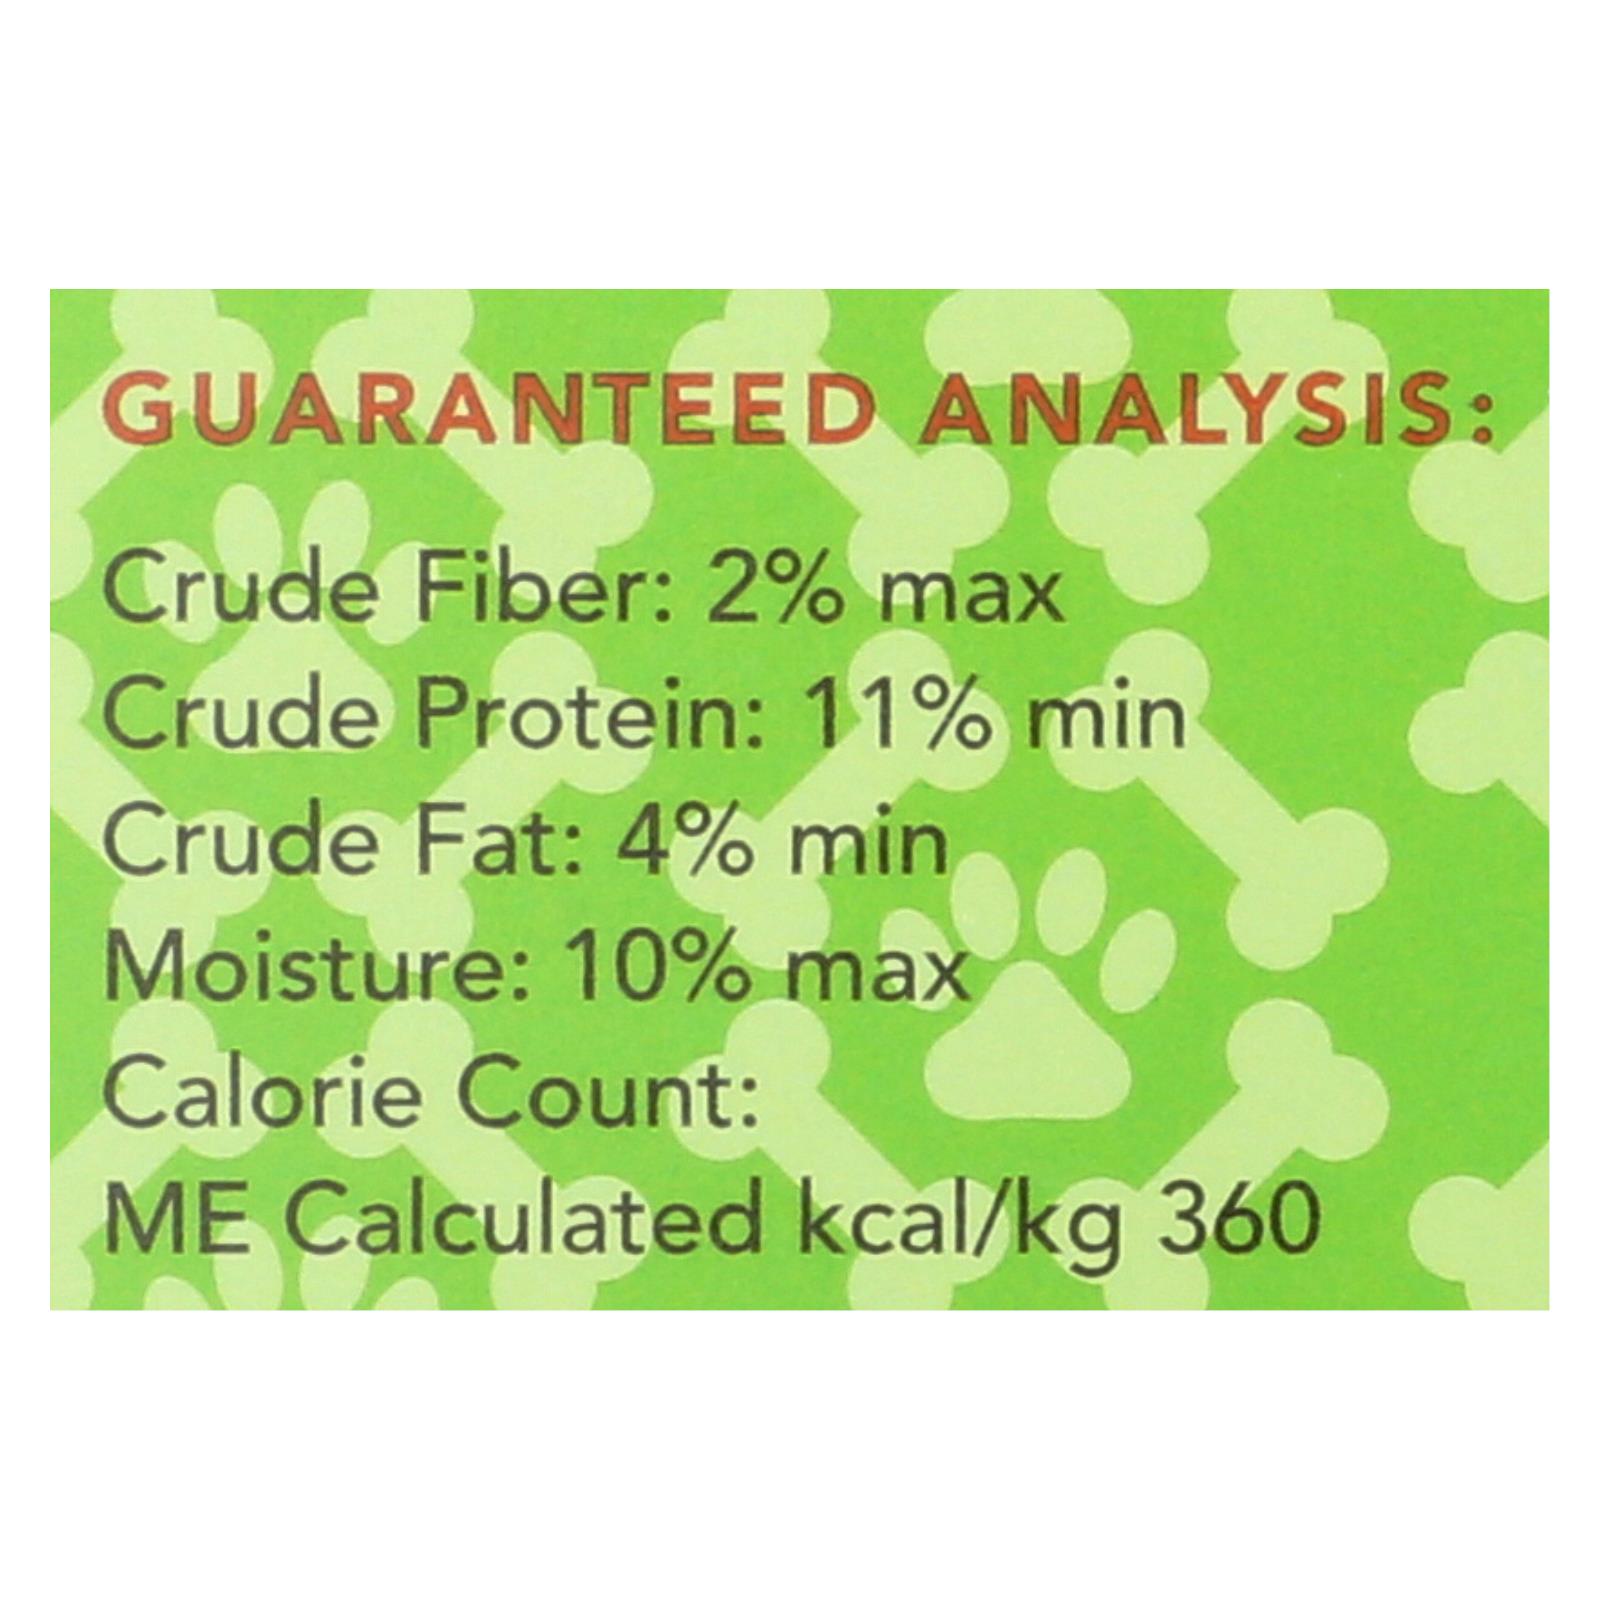 GUARANTEED ANALYSIS:
Crude Fiber: 2% max
Crude Protein: 11% min
Crude Fat: 4% min
Moisture: 10% max
Calorie Count:
ME Calculated kcal/kg 360